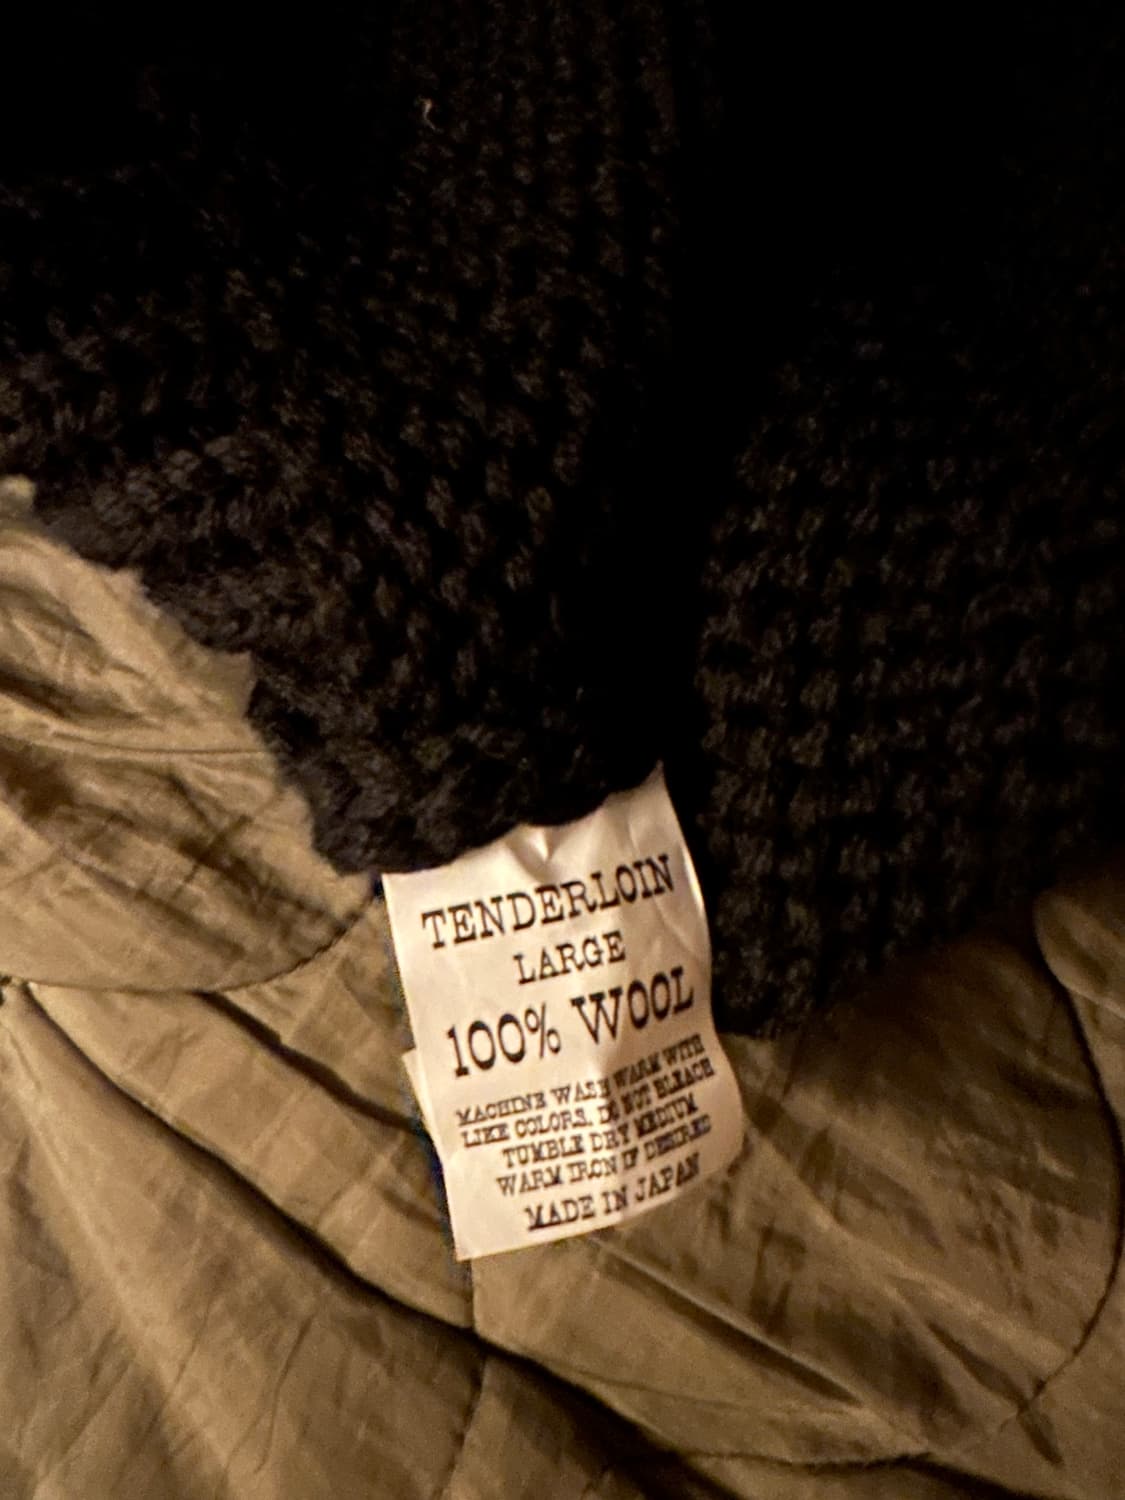 TENDERLOIN
LARGE
100% WOOL
MACHINE WASH WARM WITH
LIKE COLORS. DO NOT BLEACH
TUMBLE DRY MEDIUM
WARM IRON IF DESIRED
MADE IN JAPAN